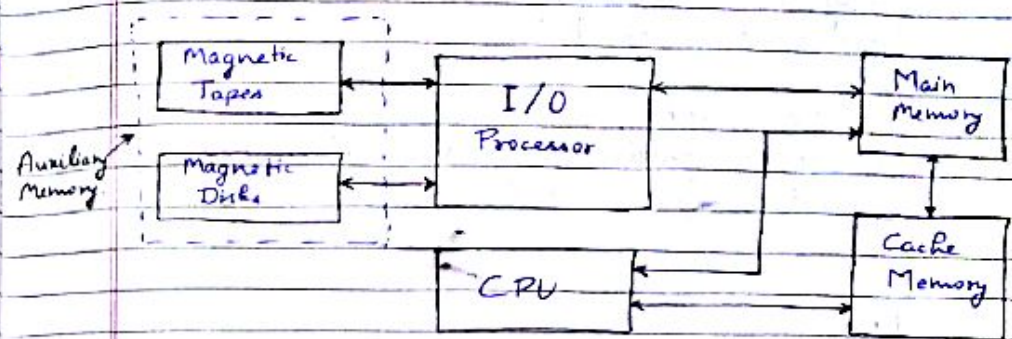 Magnetic
Tapes
I/O
Processor
Main
Memory
Auxiliary
Memory
Magnetic
Disks
Cache
Memory
CPU